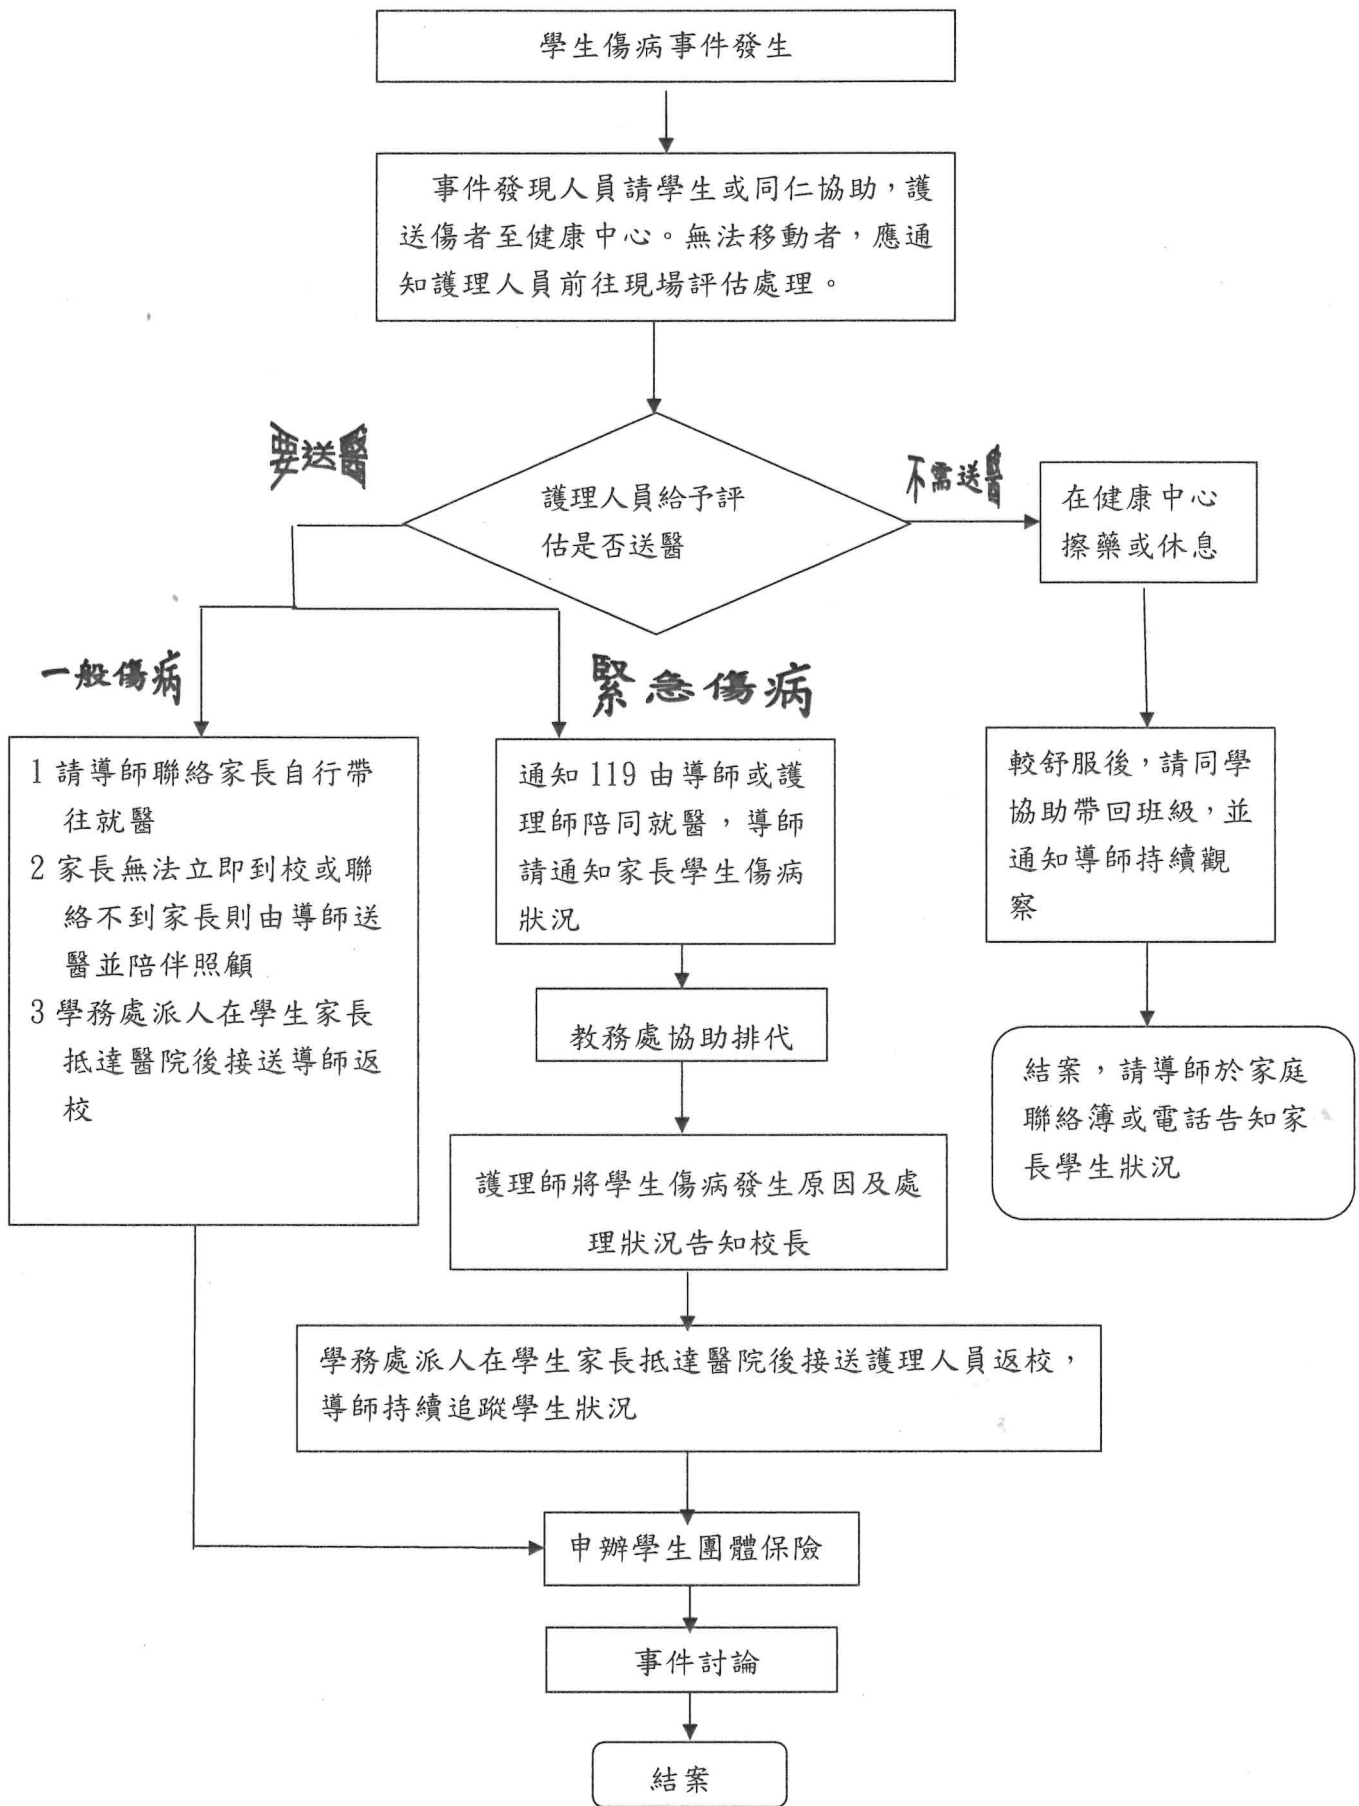 學生傷病事件發生
事件發現人員請學生或同仁協助，護
送傷者至健康中心。無法移動者，應通
知護理人員前往現場評估處理。
要送醫
護理人員給予評
估是否送醫
不需送醫
在健康中心
擦藥或休息
一般傷病
緊急傷病
1 請導師聯絡家長自行帶
往就醫
2 家長無法立即到校或聯
絡不到家長則由導師送
醫並陪伴照顧
3 學務處派人在學生家長
抵達醫院後接送導師返
校
通知 119 由導師或護
理師陪同就醫，導師
請通知家長學生傷病
狀況
較舒服後，請同學
協助帶回班級，並
通知導師持續觀
察
教務處協助排代
結案，請導師於家庭
聯絡簿或電話告知家
長學生狀況
護理師將學生傷病發生原因及處
理狀況告知校長
學務處派人在學生家長抵達醫院後接送護理人員返校，
導師持續追蹤學生狀況
申辦學生團體保險
事件討論
結案